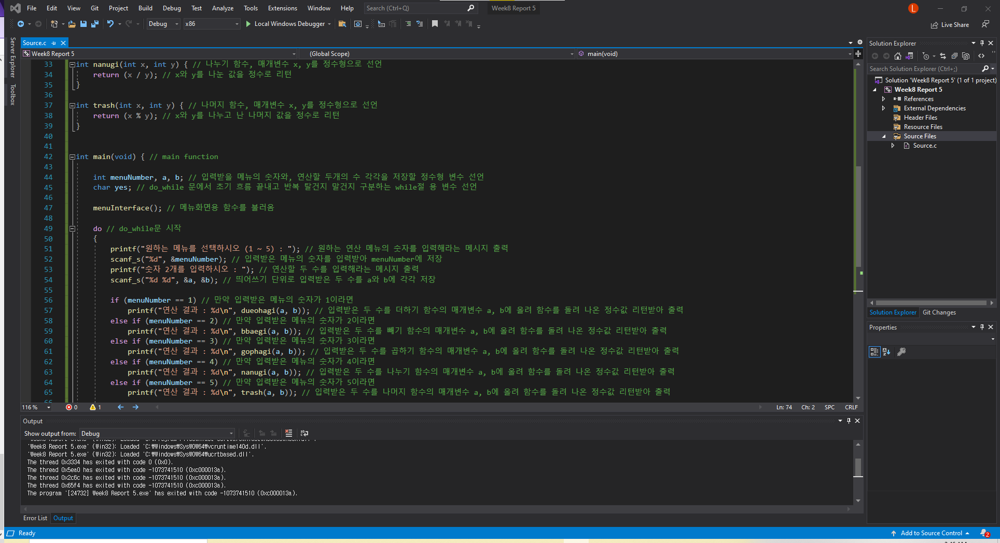 File Edit View Git Project Build Debug Test Analyze Tools Extensions Window Help Search (Ctrl+Q) Week8 Report 5 L
Debug x86 Local Windows Debugger Live Share
Server Explorer
Toolbox
Source.c
Week8 Report 5 (Global Scope) main(void)
33 int nanugi(int x, int y) { // 나누기 함수, 매개변수 x, y를 정수형으로 선언
34 return (x / y); // x와 y를 나눈 값을 정수로 리턴
35 }
36
37 int trash(int x, int y) { // 나머지 함수, 매개변수 x, y를 정수형으로 선언
38 return (x % y); // x와 y를 나누고 난 나머지 값을 정수로 리턴
39 }
40
41
42 int main(void) { // main function
43
44 int menuNumber, a, b; // 입력받을 메뉴의 숫자와, 연산할 두개의 수 각각을 저장할 정수형 변수 선언
45 char yes; // do_while 문에서 초기 흐름 끝내고 반복 탈건지 말건지 구분하는 while절 용 변수 선언
46
47 menuInterface(); // 메뉴화면용 함수를 불러옴
48
49 do // do_while문 시작
50 {
51 printf("원하는 메뉴를 선택하시오 (1 ~ 5) : "); // 원하는 연산 메뉴의 숫자를 입력해라는 메시지 출력
52 scanf_s("%d", &menuNumber); // 입력받은 메뉴의 숫자를 입력받아 menuNumber에 저장
53 printf("숫자 2개를 입력하시오 : "); // 연산할 두 수를 입력해라는 메시지 출력
54 scanf_s("%d %d", &a, &b); // 띄어쓰기 단위로 입력받은 두 수를 a와 b에 각각 저장
55
56 if (menuNumber == 1) // 만약 입력받은 메뉴의 숫자가 1이라면
57 printf("연산 결과 : %d\n", dueohagi(a, b)); // 입력받은 두 수를 더하기 함수의 매개변수 a, b에 올려 함수를 돌려 나온 정수값 리턴받아 출력
58 else if (menuNumber == 2) // 만약 입력받은 메뉴의 숫자가 2이라면
59 printf("연산 결과 : %d\n", bbaegi(a, b)); // 입력받은 두 수를 빼기 함수의 매개변수 a, b에 올려 함수를 돌려 나온 정수값 리턴받아 출력
60 else if (menuNumber == 3) // 만약 입력받은 메뉴의 숫자가 3이라면
61 printf("연산 결과 : %d\n", gophagi(a, b)); // 입력받은 두 수를 곱하기 함수의 매개변수 a, b에 올려 함수를 돌려 나온 정수값 리턴받아 출력
62 else if (menuNumber == 4) // 만약 입력받은 메뉴의 숫자가 4이라면
63 printf("연산 결과 : %d\n", nanugi(a, b)); // 입력받은 두 수를 나누기 함수의 매개변수 a, b에 올려 함수를 돌려 나온 정수값 리턴받아 출력
64 else if (menuNumber == 5) // 만약 입력받은 메뉴의 숫자가 5이라면
65 printf("연산 결과 : %d\n", trash(a, b)); // 입력받은 두 수를 나머지 함수의 매개변수 a, b에 올려 함수를 돌려 나온 정수값 리턴받아 출력
66
116 % 0 1 Ln: 74 Ch: 2 SPC CRLF
Output
Show output from: Debug
'Week8 Report 5.exe' (Win32): Loaded 'C:₩Windows₩SysWOW64₩vcruntime140d.dll'.
'Week8 Report 5.exe' (Win32): Loaded 'C:₩Windows₩SysWOW64₩ucrtbased.dll'.
The thread 0x3334 has exited with code 0 (0x0).
The thread 0x5ea0 has exited with code -1073741510 (0xc000013a).
The thread 0x2c6c has exited with code -1073741510 (0xc000013a).
The thread 0x65f4 has exited with code -1073741510 (0xc000013a).
The program '[24732] Week8 Report 5.exe' has exited with code -1073741510 (0xc000013a).
Error List Output
Solution Explorer
Search Solution Explorer (Ctrl+;)
Solution 'Week8 Report 5' (1 of 1 project)
Week8 Report 5
References
External Dependencies
Header Files
Resource Files
Source Files
Source.c
Solution Explorer Git Changes
Properties
Ready Add to Source Control 2